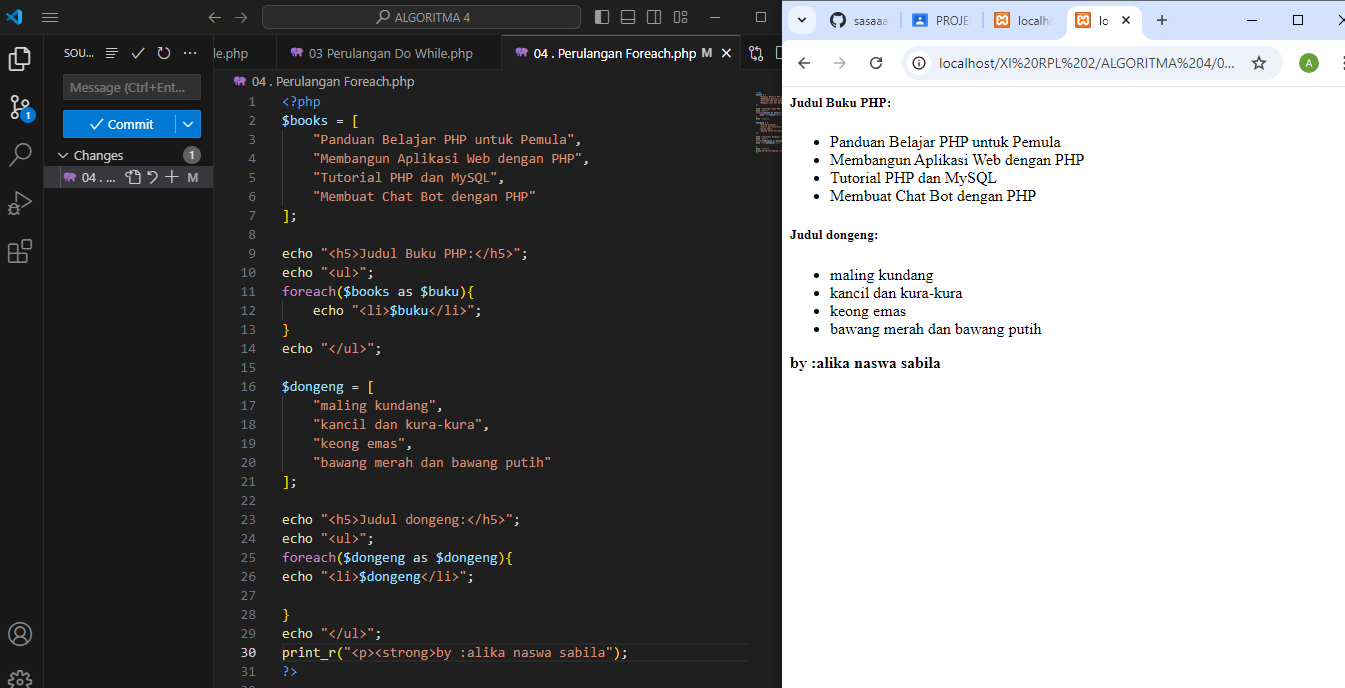 ALGORITMA 4
SOU...
le.php
03 Perulangan Do While.php
04 . Perulangan Foreach.php M
Message (Ctrl+Ent...
Commit
Changes 1
04 . ... M
1
04 . Perulangan Foreach.php
1 <?php
2 $books = [
3 "Panduan Belajar PHP untuk Pemula",
4 "Membangun Aplikasi Web dengan PHP",
5 "Tutorial PHP dan MySQL",
6 "Membuat Chat Bot dengan PHP"
7 ];
8
9 echo "<h5>Judul Buku PHP:</h5>";
10 echo "<ul>";
11 foreach($books as $buku){
12 echo "<li>$buku</li>";
13 }
14 echo "</ul>";
15
16 $dongeng = [
17 "maling kundang",
18 "kancil dan kura-kura",
19 "keong emas",
20 "bawang merah dan bawang putih"
21 ];
22
23 echo "<h5>Judul dongeng:</h5>";
24 echo "<ul>";
25 foreach($dongeng as $dongeng){
26 echo "<li>$dongeng</li>";
27
28 }
29 echo "</ul>";
30 print_r("<p><strong>by :alika naswa sabila");
31 ?>
sasaaa
PROJE
localh
lo
localhost/XI%20RPL%202/ALGORITMA%204/0...
A
Judul Buku PHP:
• Panduan Belajar PHP untuk Pemula
• Membangun Aplikasi Web dengan PHP
• Tutorial PHP dan MySQL
• Membuat Chat Bot dengan PHP
Judul dongeng:
• maling kundang
• kancil dan kura-kura
• keong emas
• bawang merah dan bawang putih
by :alika naswa sabila